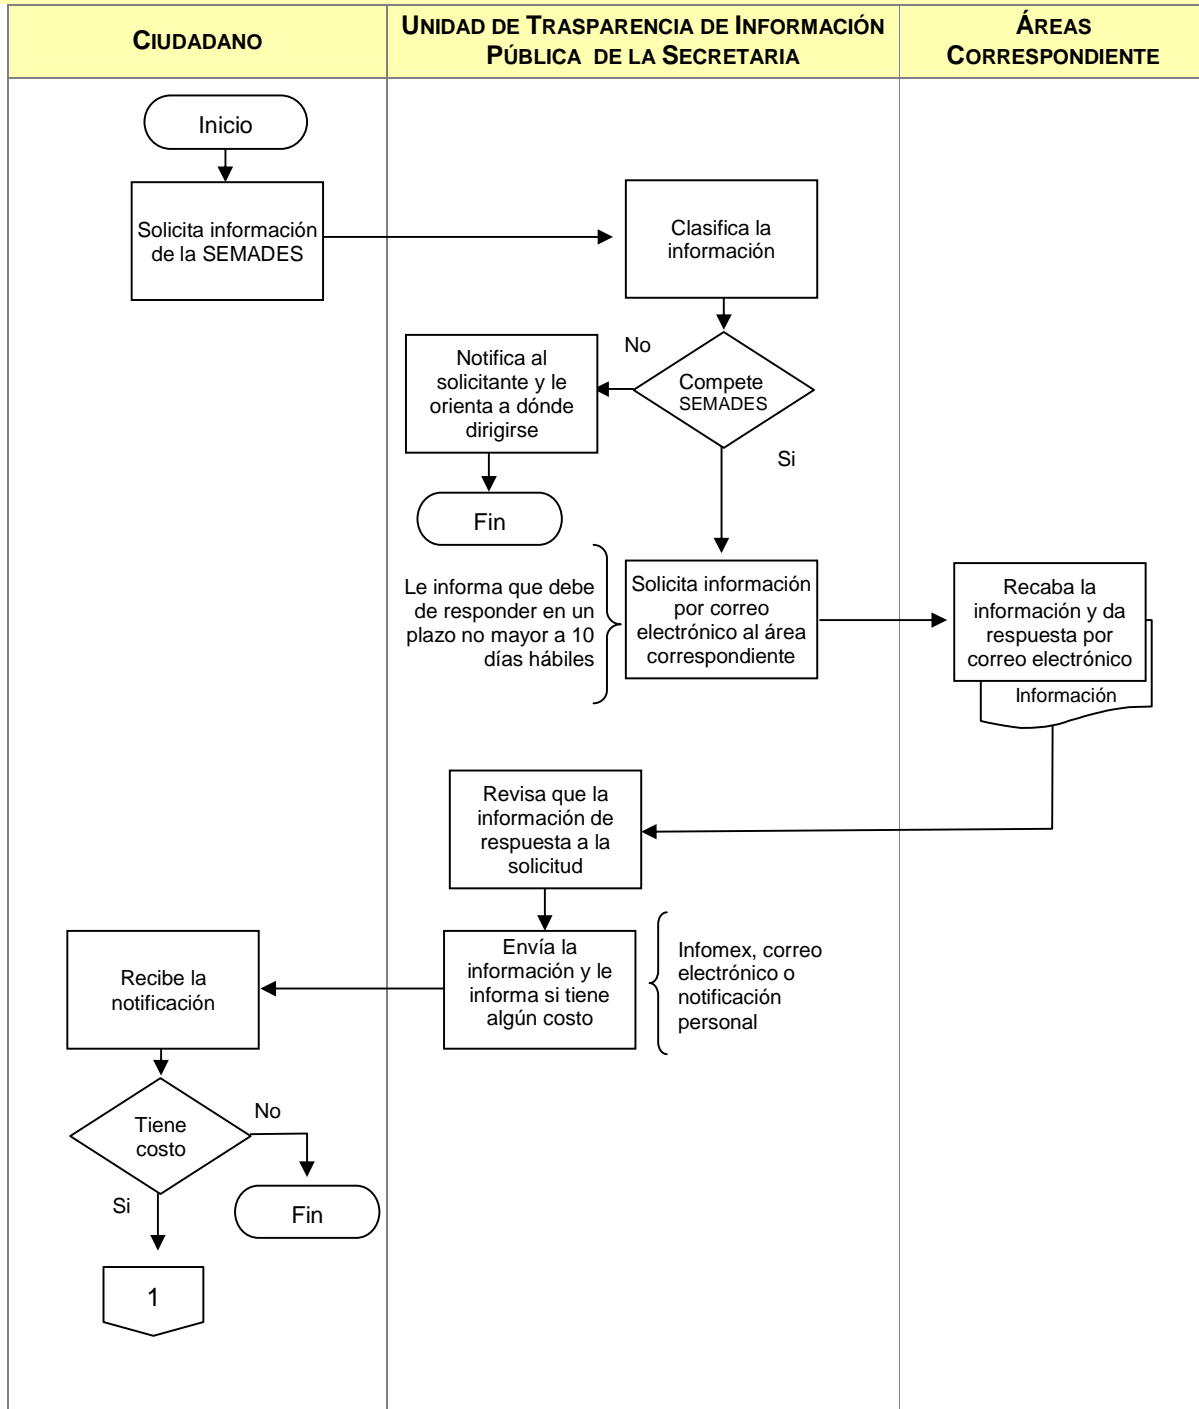 CIUDADANO
UNIDAD DE TRASPARENCIA DE INFORMACIÓN
PÚBLICA DE LA SECRETARIA
ÁREAS
CORRESPONDIENTE
Inicio
Solicita información
de la SEMADES
Clasifica la
información
No
Compete
SEMADES
Si
Notifica al
solicitante y le
orienta a dónde
dirigirse
Fin
Le informa que debe
de responder en un
plazo no mayor a 10
días hábiles
Solicita información
por correo
electrónico al área
correspondiente
Recaba la
información y da
respuesta por
correo electrónico
Información
Revisa que la
información de
respuesta a la
solicitud
Envía la
información y le
informa si tiene
algún costo
Infomex, correo
electrónico o
notificación
personal
Recibe la
notificación
Tiene
costo
No
Si
Fin
1